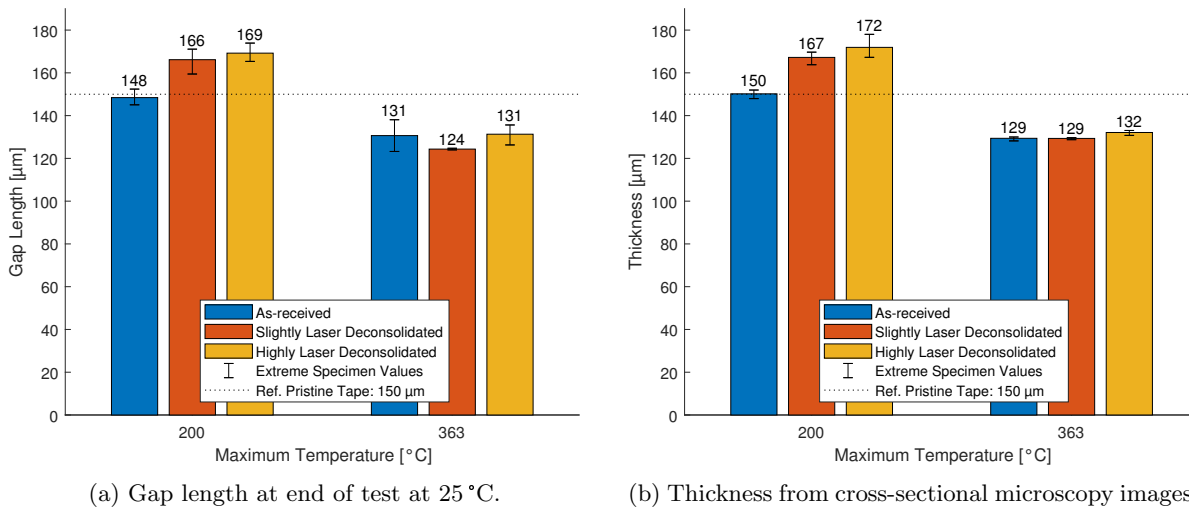 180
160
140
120
100
80
60
40
20
0
Gap Length [µm]
148
166
169
131
124
131
As-received
Slightly Laser Deconsolidated
Highly Laser Deconsolidated
Extreme Specimen Values
Ref. Pristine Tape: 150 µm
200
363
Maximum Temperature [°C]
(a) Gap length at end of test at 25 °C.
180
160
140
120
100
80
60
40
20
0
Thickness [µm]
150
167
172
129
129
132
As-received
Slightly Laser Deconsolidated
Highly Laser Deconsolidated
Extreme Specimen Values
Ref. Pristine Tape: 150 µm
200
363
Maximum Temperature [°C]
(b) Thickness from cross-sectional microscopy images